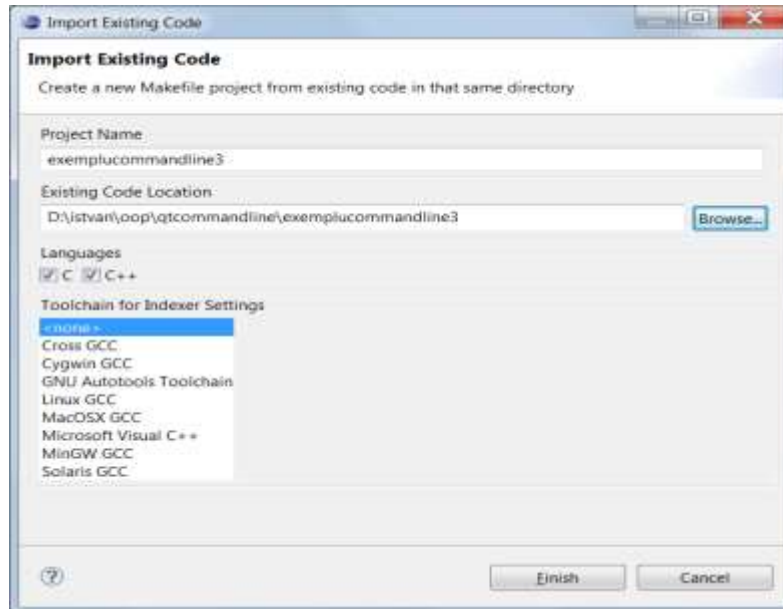 Import Existing Code
Import Existing Code
Create a new Makefile project from existing code in that same directory
Project Name
exemplucommandline3
Existing Code Location
D:\istvan\oop\qtcommandline\exemplucommandline3
Browse...
Languages
C C++
Toolchain for Indexer Settings
<none>
Cross GCC
Cygwin GCC
GNU Autotools Toolchain
Linux GCC
MacOSX GCC
Microsoft Visual C++
MinGW GCC
Solaris GCC
Finish Cancel